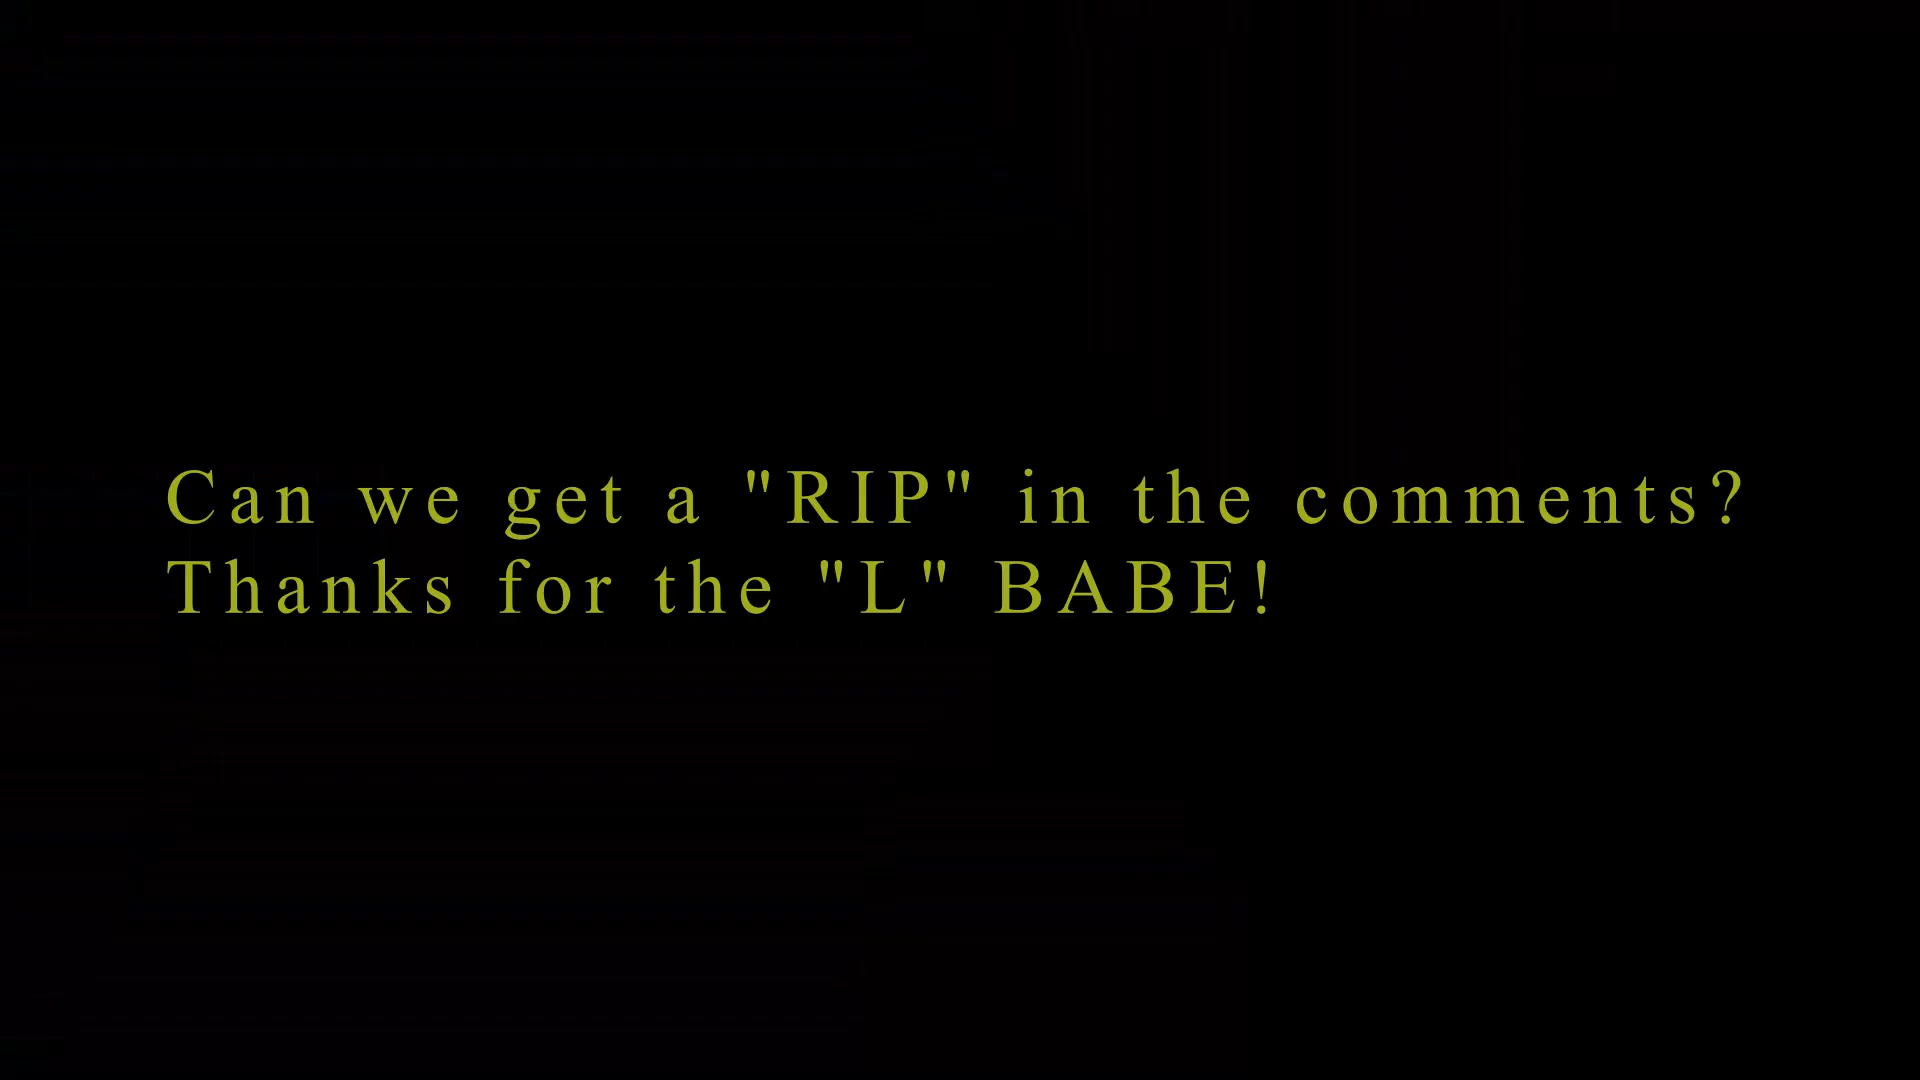 Can we get a "RIP" in the comments?
Thanks for the "L" BABE!